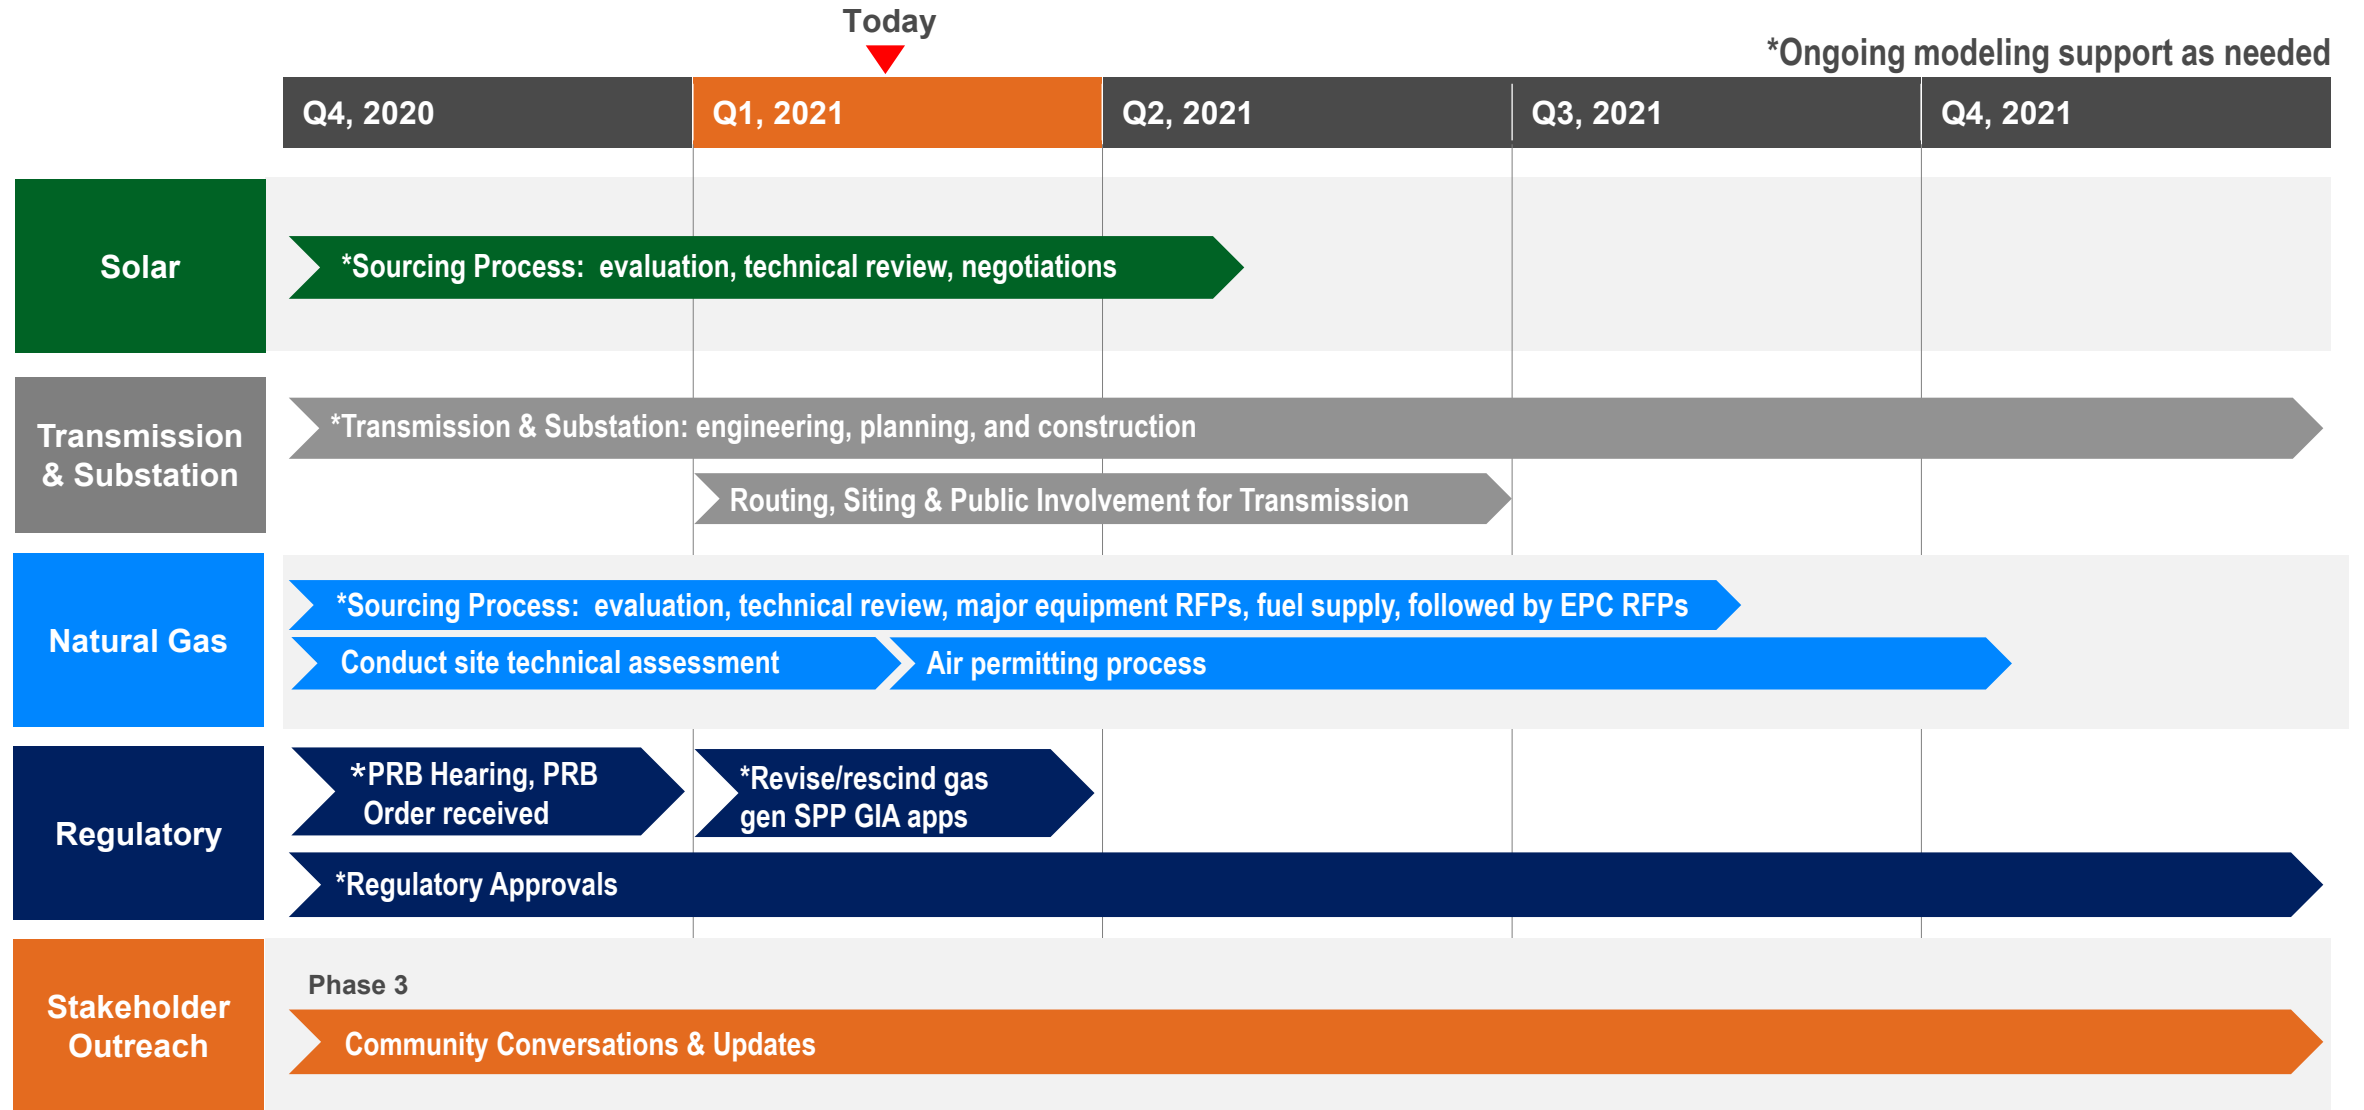 Today
*Ongoing modeling support as needed
Q4, 2020
Q1, 2021
Q2, 2021
Q3, 2021
Q4, 2021
Solar
*Sourcing Process:  evaluation, technical review, negotiations
Transmission
& Substation
*Transmission & Substation: engineering, planning, and construction
Routing, Siting & Public Involvement for Transmission
Natural Gas
*Sourcing Process:  evaluation, technical review, major equipment RFPs, fuel supply, followed by EPC RFPs
Conduct site technical assessment
Air permitting process
Regulatory
*PRB Hearing, PRB
Order received
*Revise/rescind gas
gen SPP GIA apps
*Regulatory Approvals
Stakeholder
Outreach
Phase 3
Community Conversations & Updates